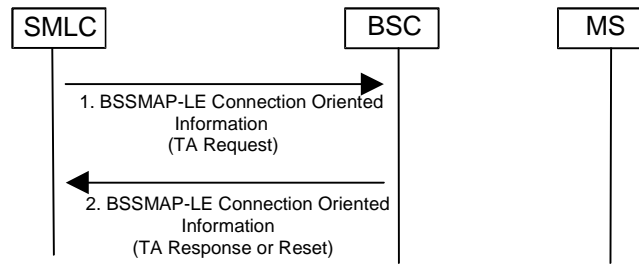 SMLC
BSC
MS
1. BSSMAP-LE Connection Oriented
Information
(TA Request)
2. BSSMAP-LE Connection Oriented
Information
(TA Response or Reset)